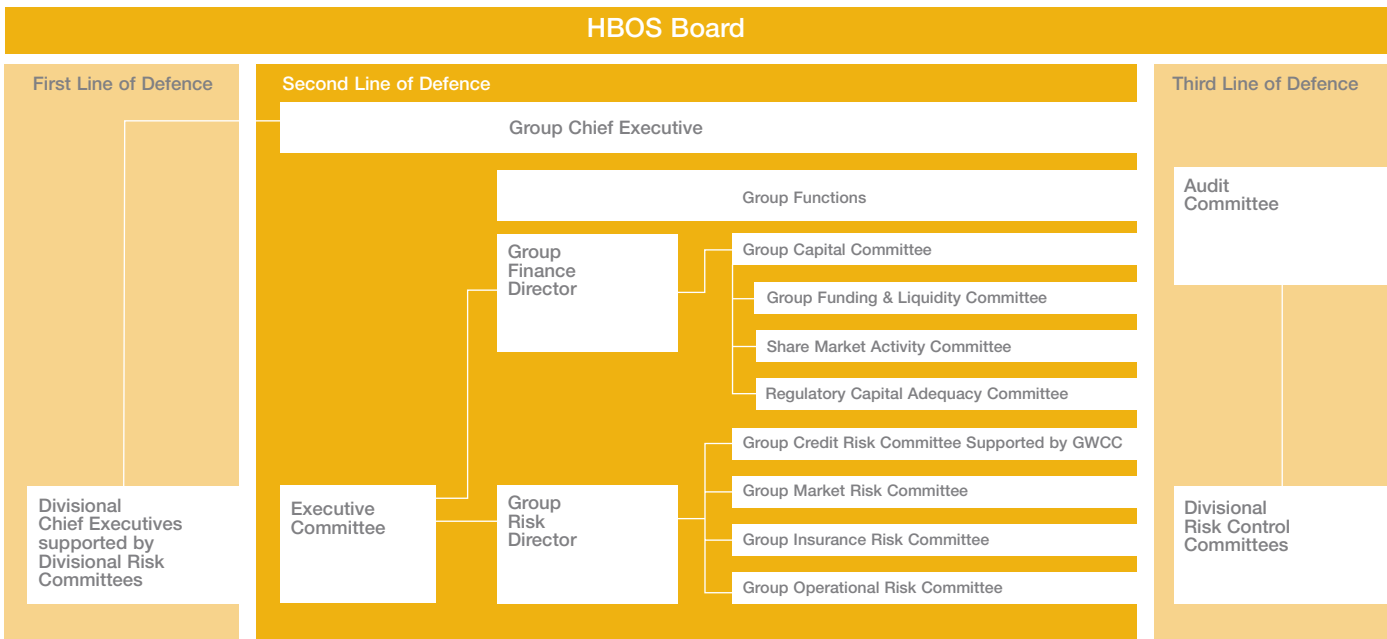 HBOS Board
First Line of Defence
Divisional
Chief Executives
supported by
Divisional Risk
Committees
Second Line of Defence
Group Chief Executive
Group Functions
Group
Finance
Director
Group Capital Committee
Group Funding & Liquidity Committee
Share Market Activity Committee
Regulatory Capital Adequacy Committee
Executive
Committee
Group
Risk
Director
Group Credit Risk Committee Supported by GWCC
Group Market Risk Committee
Group Insurance Risk Committee
Group Operational Risk Committee
Third Line of Defence
Audit
Committee
Divisional
Risk Control
Committees